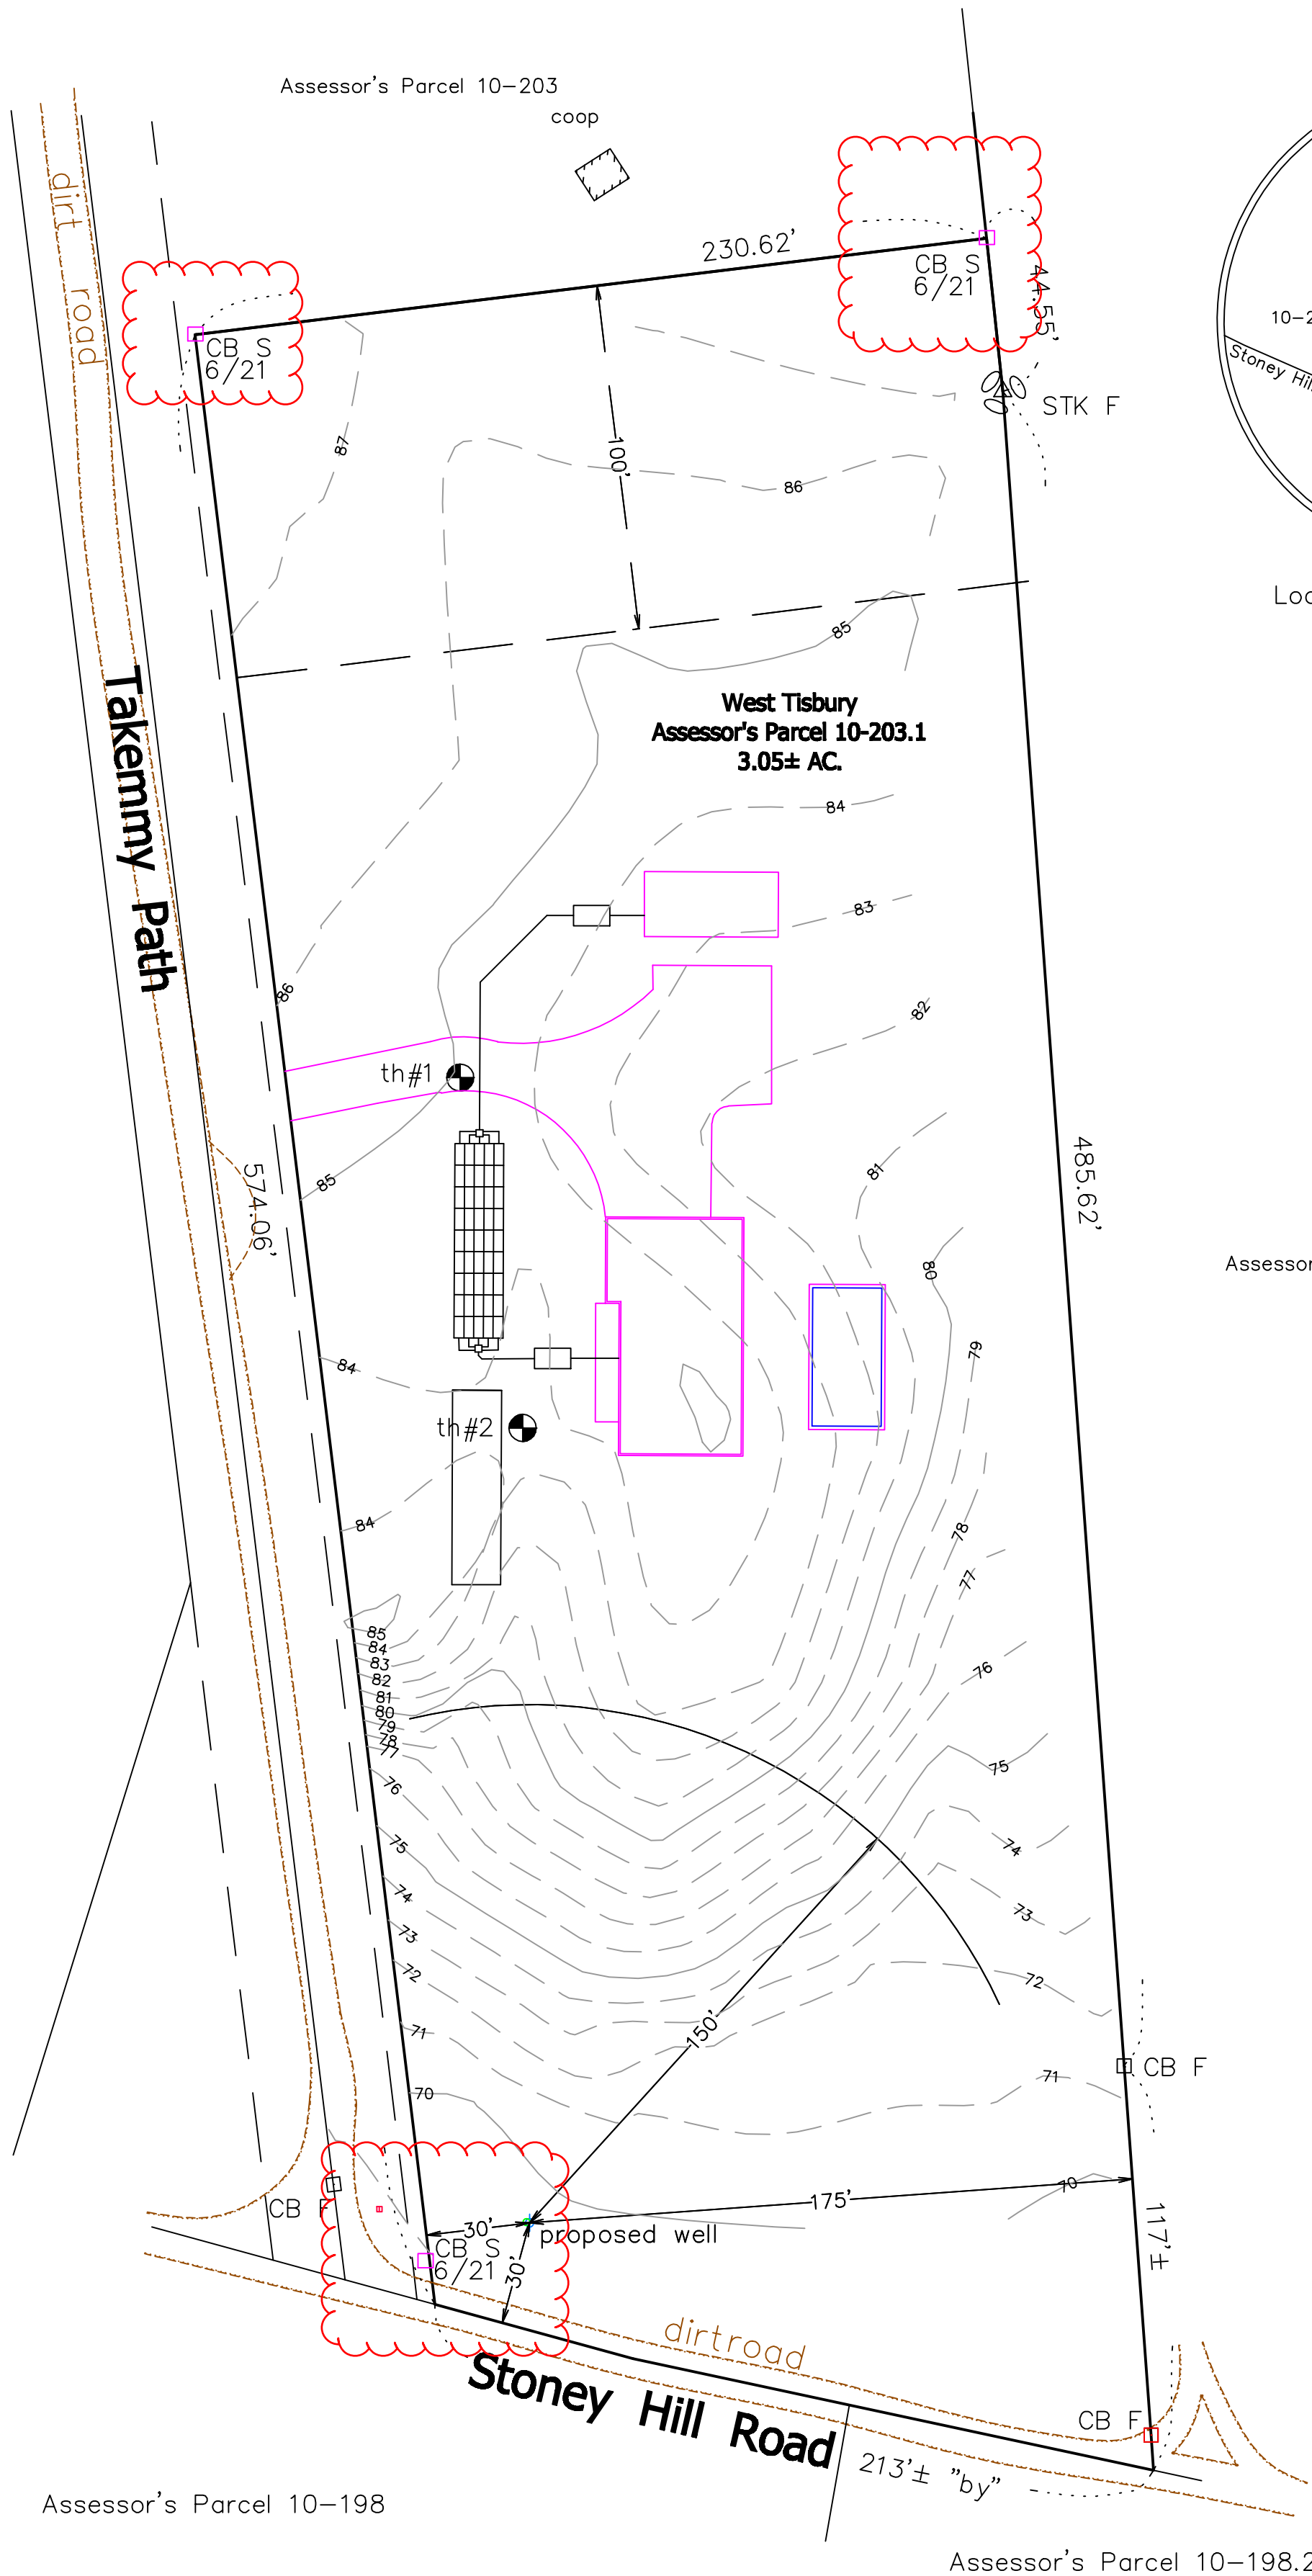 Assessor's Parcel 10-203
coop
dirt road
230.62'
CB S
6/21
44.55'
CB S
6/21
STK F
10-2
Stoney Hil
87
100'
86
Loc
85
West Tisbury
Assessor's Parcel 10-203.1
3.05± AC.
Takemmy Path
84
83
86
82
th#1
81
85
574.06'
485.62'
80
Assessor
79
84
th#2
84
78
77
85
84
83
82
81
80
79
78
77
76
76
75
75
74
74
73
73
72
72
71
71
70
150'
CB F
70
175'
CB F
30'
proposed well
CB S
6/21
30'
117'±
dirtroad
Stoney Hill Road
CB F
213'± "by"
Assessor's Parcel 10-198
Assessor's Parcel 10-198.2